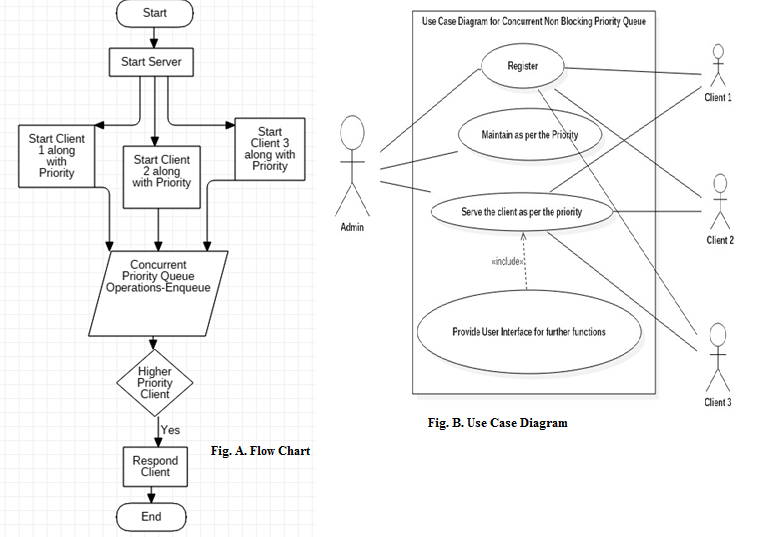 Start
Start Server
Start Client
1 along
with
Priority
Start Client
2 along
with Priority
Start
Client 3
along with
Priority
Concurrent
Priority Queue
Operations-Enqueue
Higher
Priority
Client
Yes
Respond
Client
End
Fig. A. Flow Chart
Use Case Diagram for Concurrent Non Blocking Priority Queue
Register
Maintain as per the Priority
Serve the client as per the priority
«include»
Provide User Interface for further functions
Admin
Client 1
Client 2
Client 3
Fig. B. Use Case Diagram